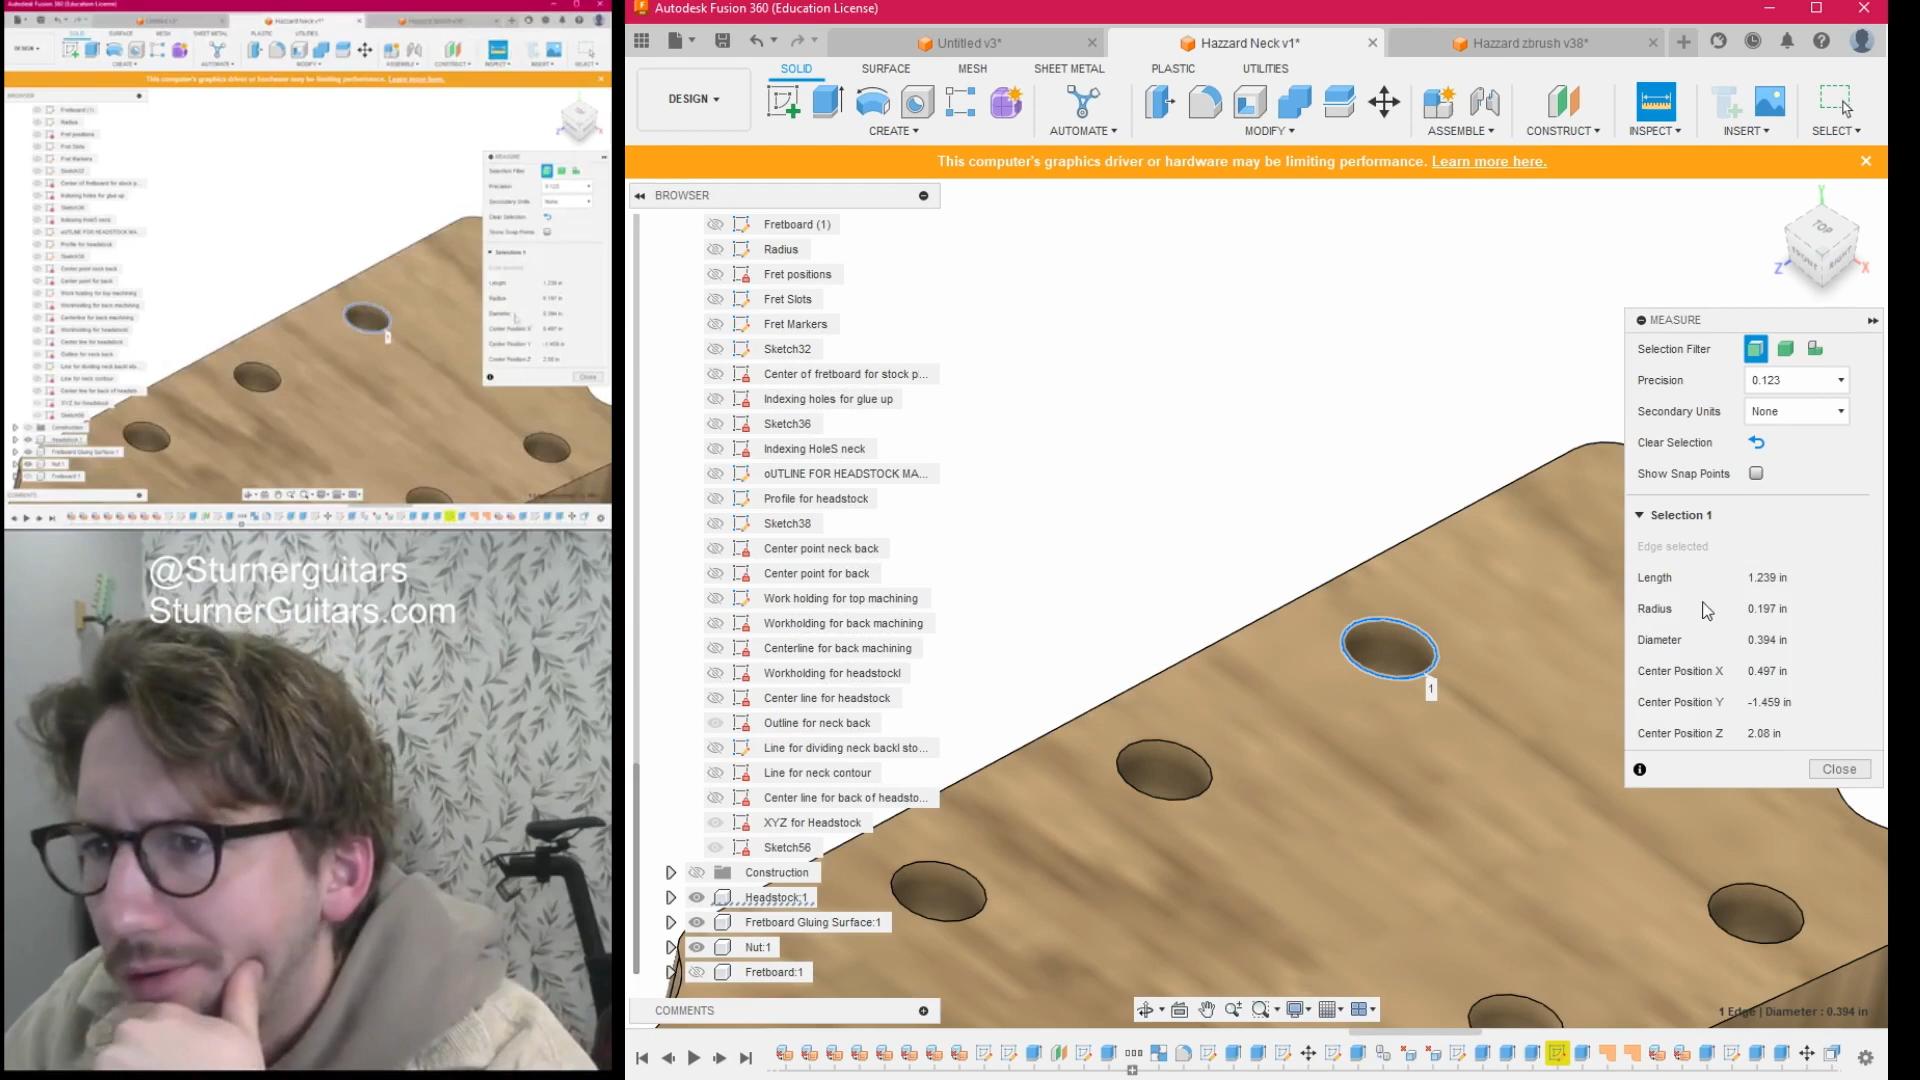 Autodesk Fusion 360 (Education License)
Untitled v3*
Hazzard Neck v1*
Hazzard zbrush v38*
SOLID
SURFACE
MESH
SHEET METAL
PLASTIC
UTILITIES
DESIGN
CREATE
AUTOMATE
MODIFY
ASSEMBLE
CONSTRUCT
INSPECT
INSERT
SELECT
This computer's graphics driver or hardware may be limiting performance. Learn more here.
BROWSER
Fretboard (1)
Radius
Fret positions
Fret Slots
Fret Markers
Sketch32
Center of fretboard for stock p...
Indexing holes for glue up
Sketch36
Indexing HoleS neck
oUTLINE FOR HEADSTOCK MA...
Profile for headstock
Sketch38
Center point neck back
Center point for back
Work holding for top machining
Workholding for back machining
Centerline for back machining
Workholding for headstockl
Center line for headstock
Outline for neck back
Line for dividing neck backl sto...
Line for neck contour
Center line for back of headsto...
XYZ for Headstock
Sketch56
Construction
Headstock:1
Fretboard Gluing Surface:1
Nut:1
Fretboard:1
COMMENTS
TOP
FRONT
RIGHT
Y
Z
X
MEASURE
Selection Filter
Precision 0.123
Secondary Units None
Clear Selection
Show Snap Points
Selection 1
Edge selected
Length 1.239 in
Radius 0.197 in
Diameter 0.394 in
Center Position X 0.497 in
Center Position Y -1.459 in
Center Position Z 2.08 in
Close
1
1 Edge | Diameter : 0.394 in
@Sturnerguitars
SturnerGuitars.com